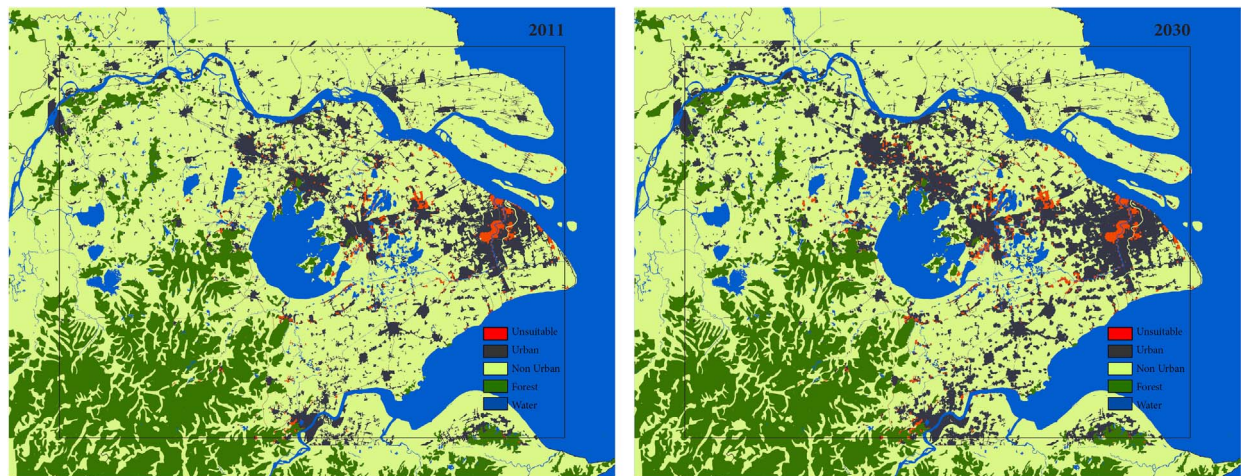 2011
Unsuitable
Urban
Non Urban
Forest
Water
2030
Unsuitable
Urban
Non Urban
Forest
Water